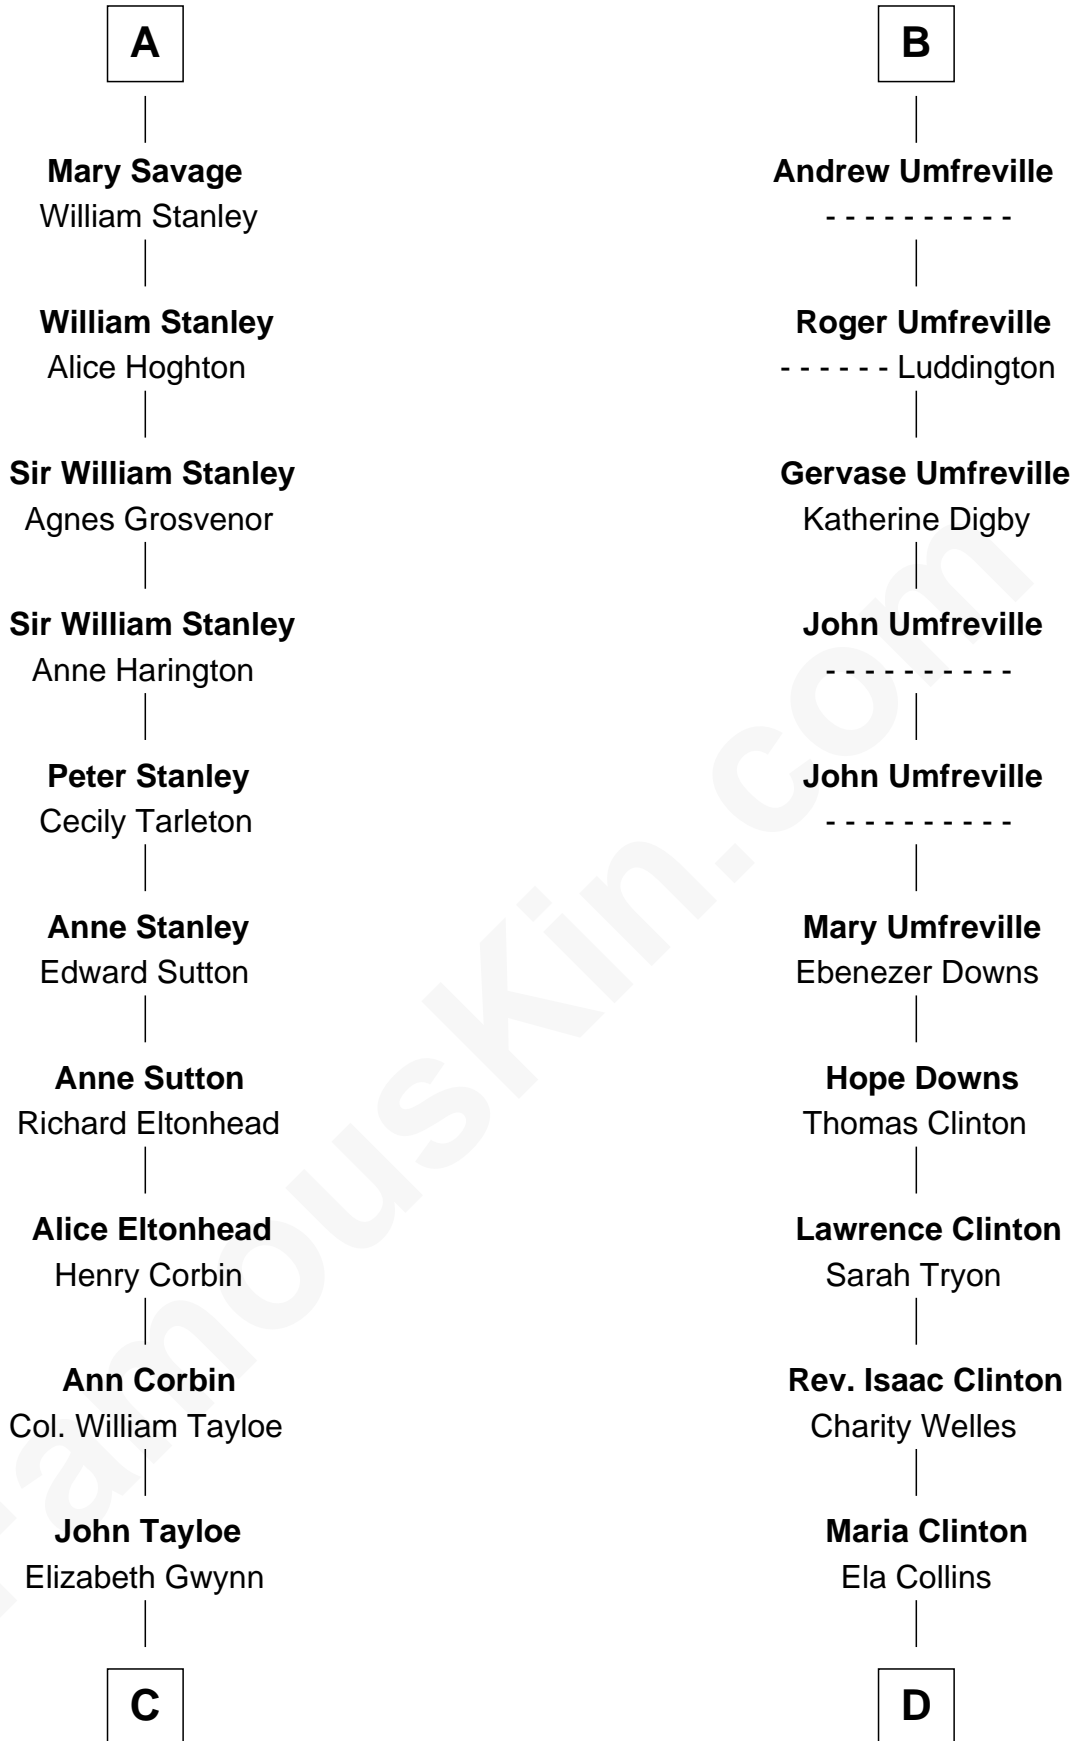 A
Mary Savage
William Stanley
William Stanley
Alice Hoghton
Sir William Stanley
Agnes Grosvenor
Sir William Stanley
Anne Harington
Peter Stanley
Cecily Tarleton
Anne Stanley
Edward Sutton
Anne Sutton
Richard Eltonhead
Alice Eltonhead
Henry Corbin
Ann Corbin
Col. William Tayloe
John Tayloe
Elizabeth Gwynn
C
B
Andrew Umfreville
- - - - - - - - - -
Roger Umfreville
- - - - - - Luddington
Gervase Umfreville
Katherine Digby
John Umfreville
- - - - - - - - - -
John Umfreville
- - - - - - - - - -
Mary Umfreville
Ebenezer Downs
Hope Downs
Thomas Clinton
Lawrence Clinton
Sarah Tryon
Rev. Isaac Clinton
Charity Welles
Maria Clinton
Ela Collins
D
FamousKin.com